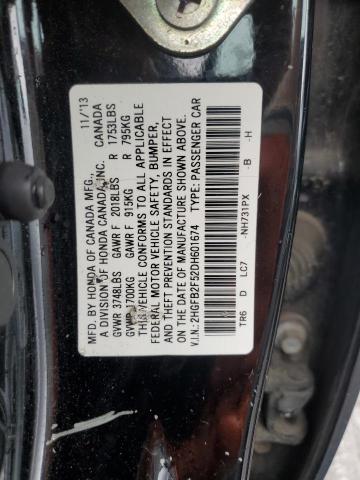 MFD. BY HONDA OF CANADA MFG., 11/'13
A DIVISION OF HONDA CANADA, INC. CANADA
GVWR 3748LBS GAWR F 2018LBS R 1753LBS
GVWR 1700KG GAWR F 915KG R 795KG
THIS VEHICLE CONFORMS TO ALL APPLICABLE
FEDERAL MOTOR VEHICLE SAFETY, BUMPER,
AND THEFT PREVENTION STANDARDS IN EFFECT
ON THE DATE OF MANUFACTURE SHOWN ABOVE.
V.I.N.: 2HGFB2F52DH601674 TYPE: PASSENGER CAR
TR6 D LC7 -NH731PX -B -H